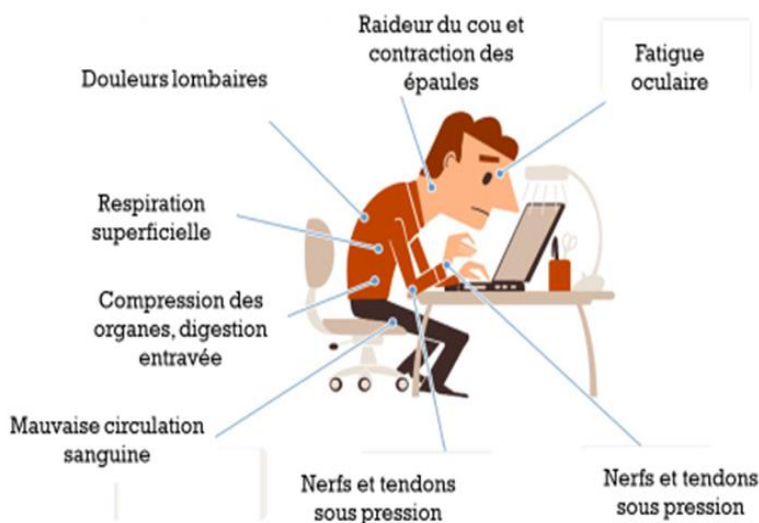 Raideur du cou et
contraction des
épaules
Fatigue
oculaire
Douleurs lombaires
Respiration
superficielle
Compression des
organes, digestion
entravée
Mauvaise circulation
sanguine
Nerfs et tendons
sous pression
Nerfs et tendons
sous pression